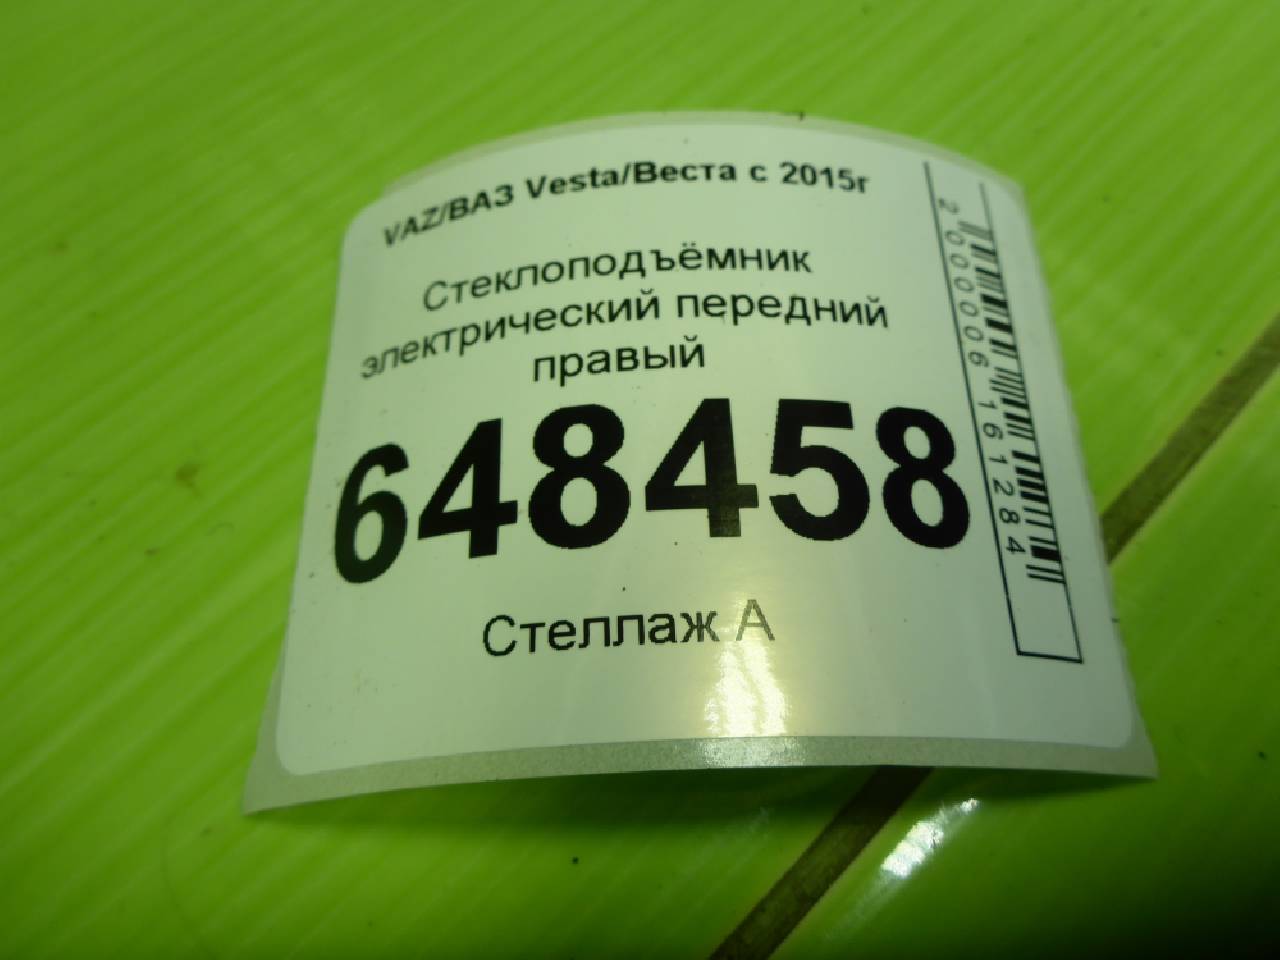 VAZ/ВАЗ Vesta/Веста с 2015г
Стеклоподъёмник
электрический передний
правый
648458
Стеллаж А
2000006161284